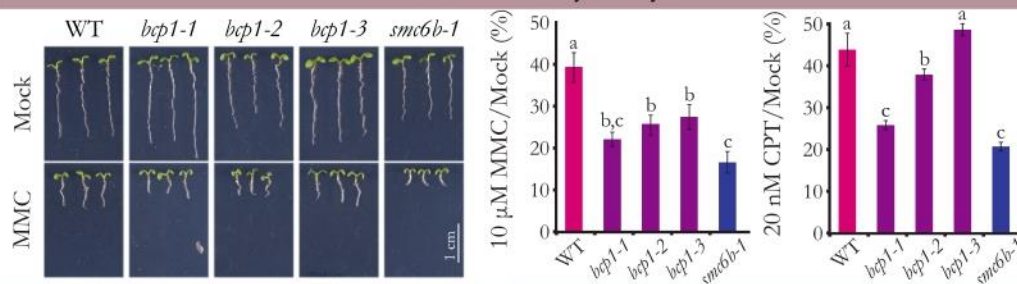 WT bcp1-1 bcp1-2 bcp1-3 smc6b-1
Mock
MMC
1 cm
10 µM MMC/Mock (%)
50
40
30
20
10
0
a
b,c
b
b
c
WT bcp1-1 bcp1-2 bcp1-3 smc6b-1
20 nM CPT/Mock (%)
50
40
30
20
10
0
a
c
b
a
c
WT bcp1-1 bcp1-2 bcp1-3 smc6b-1